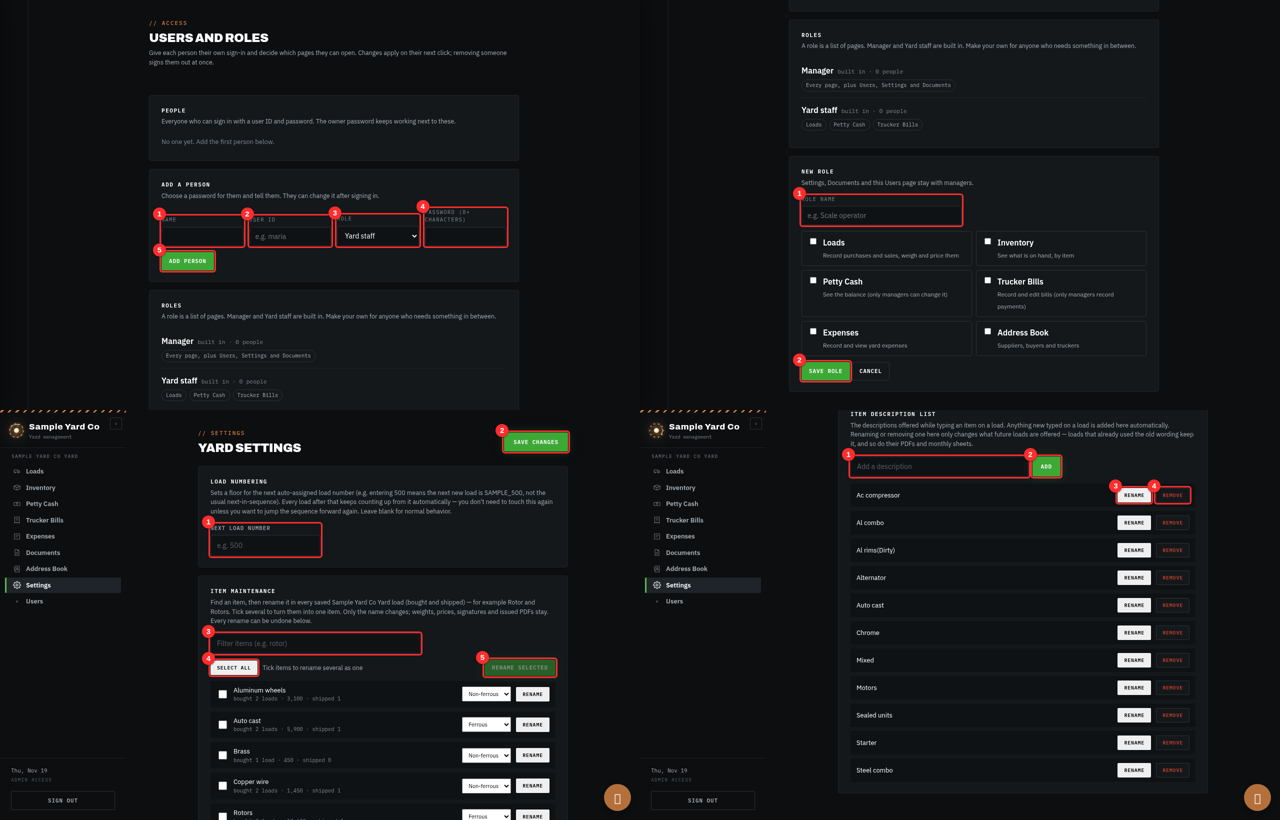 // ACCESS
USERS AND ROLES
Give each person their own sign-in and decide which pages they can open. Changes apply on their next click; removing someone
signs them out at once.
PEOPLE
Everyone who can sign in with a user ID and password. The owner password keeps working next to these.
No one yet. Add the first person below.
ADD A PERSON
Choose a password for them and tell them. They can change it after signing in.
1
2
3
4
USER ID
PASSWORD (8+
CHARACTERS)
e.g. maria
Yard staff
5
ADD PERSON
ROLES
A role is a list of pages. Manager and Yard staff are built in. Make your own for anyone who needs something in between.
Manager built in · 0 people
Every page, plus Users, Settings and Documents
Yard staff built in · 0 people
Loads
Petty Cash
Trucker Bills
ROLES
A role is a list of pages. Manager and Yard staff are built in. Make your own for anyone who needs something in between.
Manager built in · 0 people
Every page, plus Users, Settings and Documents
Yard staff built in · 0 people
Loads
Petty Cash
Trucker Bills
NEW ROLE
Settings, Documents and this Users page stay with managers.
1
ROLE NAME
e.g. Scale operator
Loads
Record purchases and sales, weigh and price them
Inventory
See what is on hand, by item
Petty Cash
See the balance (only managers can change it)
Trucker Bills
Record and edit bills (only managers record
payments)
Expenses
Record and view yard expenses
Address Book
Suppliers, buyers and truckers
2
SAVE ROLE
CANCEL
Sample Yard Co
Yard management
SAMPLE YARD CO YARD
Loads
Inventory
Petty Cash
Trucker Bills
Expenses
Documents
Address Book
Settings
Users
Thu, Nov 19
ADMIN ACCESS
SIGN OUT
// SETTINGS
YARD SETTINGS
2
SAVE CHANGES
LOAD NUMBERING
Sets a floor for the next auto-assigned load number (e.g. entering 500 means the next new load is SAMPLE_500, not the
usual next-in-sequence). Every load after that keeps counting up from it automatically — you don't need to touch this again
unless you want to jump the sequence forward again. Leave blank for normal behavior.
1
NEXT LOAD NUMBER
e.g. 500
ITEM MAINTENANCE
Find an item, then rename it in every saved Sample Yard Co Yard load (bought and shipped) — for example Rotor and
Rotors. Tick several to turn them into one item. Only the name changes; weights, prices, signatures and issued PDFs stay.
Every rename can be undone below.
3
Filter items (e.g. rotor)
4
SELECT ALL
Tick items to rename several as one
5
RENAME SELECTED
Aluminum wheels
bought 2 loads · 3,100 · shipped 1
Non-ferrous
RENAME
Auto cast
bought 2 loads · 5,900 · shipped 1
Ferrous
RENAME
Brass
bought 1 load · 450 · shipped 0
Non-ferrous
RENAME
Copper wire
bought 2 loads · 1,450 · shipped 1
Non-ferrous
RENAME
Rotors
Ferrous
RENAME
Sample Yard Co
Yard management
SAMPLE YARD CO YARD
Loads
Inventory
Petty Cash
Trucker Bills
Expenses
Documents
Address Book
Settings
Users
Thu, Nov 19
ADMIN ACCESS
SIGN OUT
ITEM DESCRIPTION LIST
The descriptions offered while typing an item on a load. Anything new typed on a load is added here automatically.
Renaming or removing one here only changes what future loads are offered — loads that already used the old wording keep
it, and so do their PDFs and monthly sheets.
1
Add a description
2
ADD
3
4
Ac compressor
RENAME
REMOVE
Al combo
RENAME
REMOVE
Al rims(Dirty)
RENAME
REMOVE
Alternator
RENAME
REMOVE
Auto cast
RENAME
REMOVE
Chrome
RENAME
REMOVE
Mixed
RENAME
REMOVE
Motors
RENAME
REMOVE
Sealed units
RENAME
REMOVE
Starter
RENAME
REMOVE
Steel combo
RENAME
REMOVE